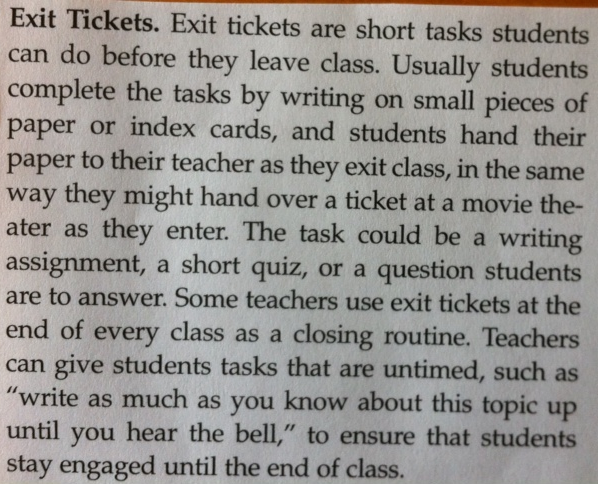 Exit Tickets. Exit tickets are short tasks students
can do before they leave class. Usually students
complete the tasks by writing on small pieces of
paper or index cards, and students hand their
paper to their teacher as they exit class, in the same
way they might hand over a ticket at a movie the-
ater as they enter. The task could be a writing
assignment, a short quiz, or a question students
are to answer. Some teachers use exit tickets at the
end of every class as a closing routine. Teachers
can give students tasks that are untimed, such as
“write as much as you know about this topic up
until you hear the bell,” to ensure that students
stay engaged until the end of class.